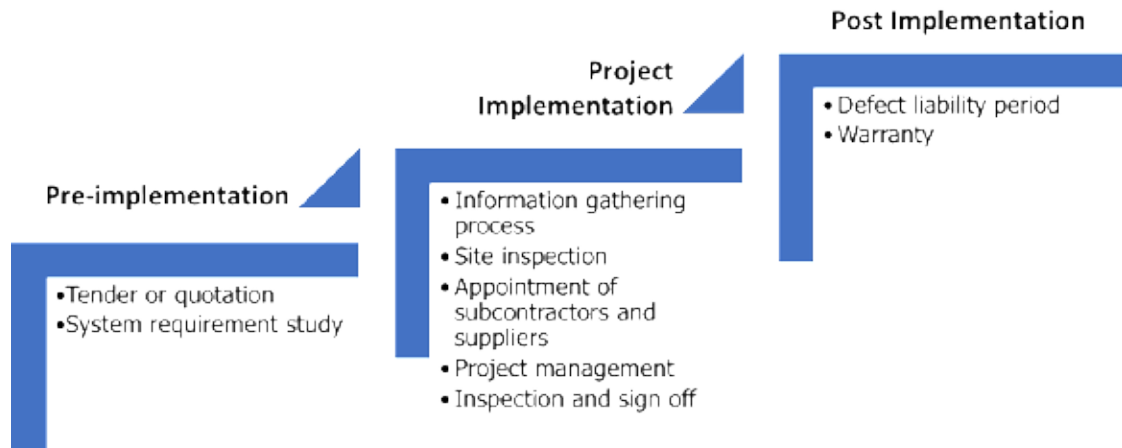 Pre-implementation
•Tender or quotation
•System requirement study
Project
Implementation
• Information gathering
process
• Site inspection
• Appointment of
subcontractors and
suppliers
• Project management
• Inspection and sign off
Post Implementation
• Defect liability period
• Warranty